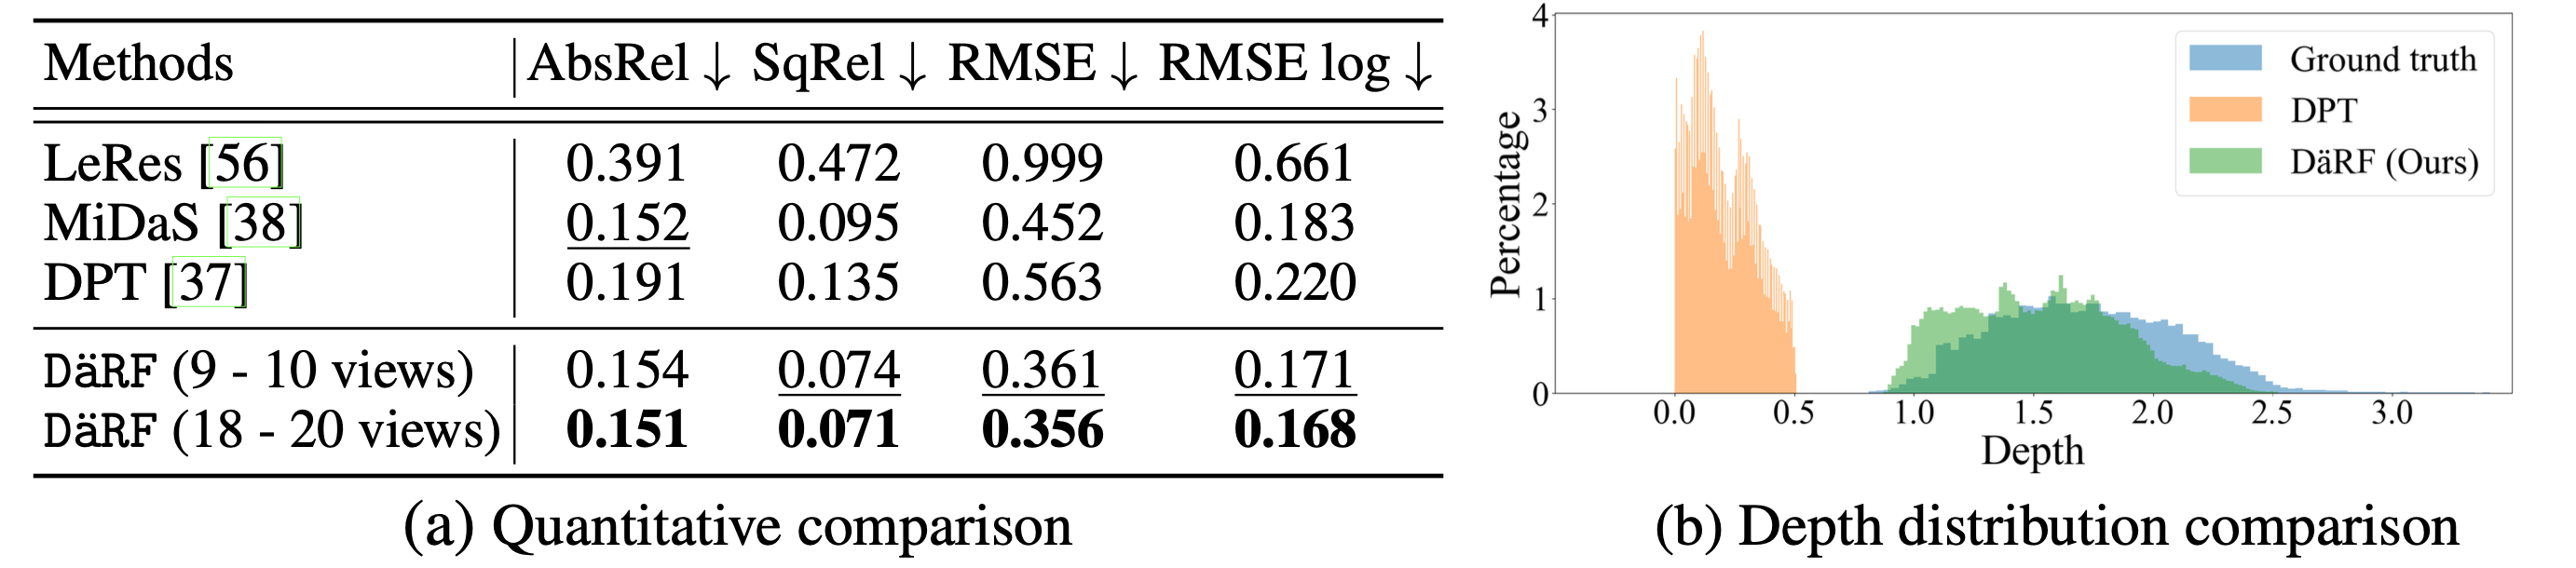 Methods AbsRel ↓ SqRel ↓ RMSE ↓ RMSE log ↓
LeRes [56] 0.391 0.472 0.999 0.661
MiDaS [38] 0.152 0.095 0.452 0.183
DPT [37] 0.191 0.135 0.563 0.220
DäRF (9 - 10 views) 0.154 0.074 0.361 0.171
DäRF (18 - 20 views) 0.151 0.071 0.356 0.168
(a) Quantitative comparison
4
3
2
1
0
Percentage
Ground truth
DPT
DäRF (Ours)
0.0 0.5 1.0 1.5 2.0 2.5 3.0
Depth
(b) Depth distribution comparison